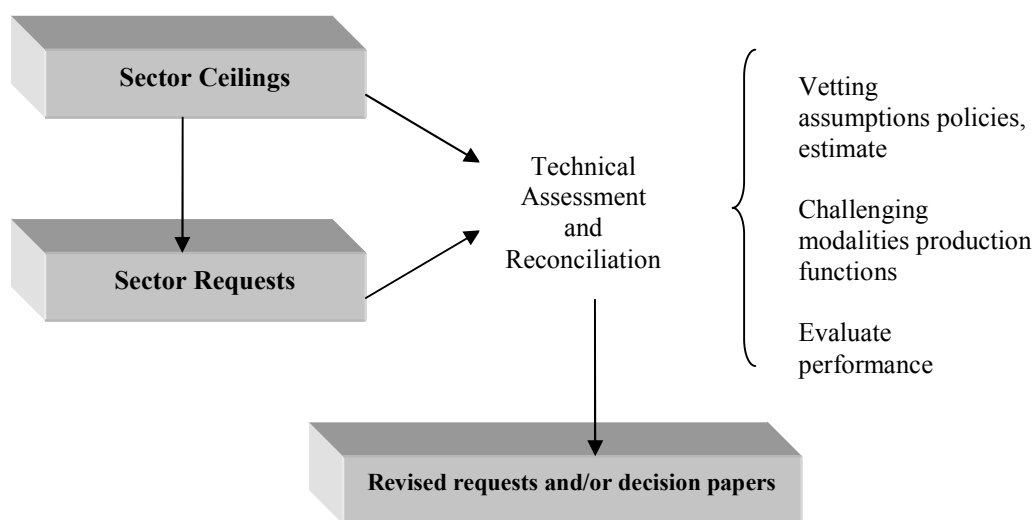 Sector Ceilings
Sector Requests
Technical
Assessment
and
Reconciliation
Vetting
assumptions policies,
estimate
Challenging
modalities production
functions
Evaluate
performance
Revised requests and/or decision papers